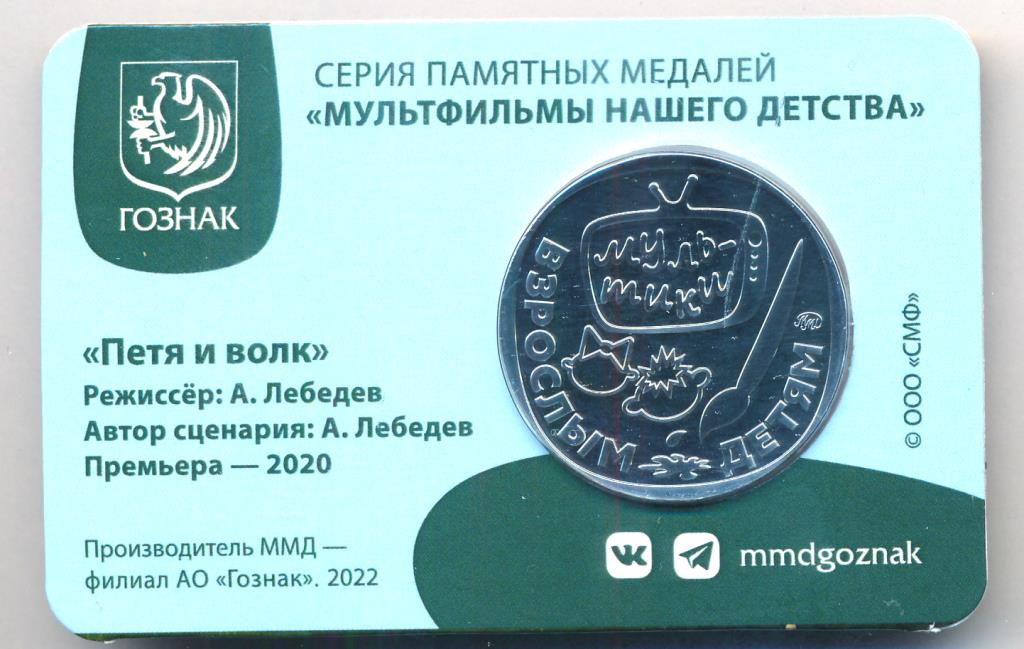 ГОЗНАК
СЕРИЯ ПАМЯТНЫХ МЕДАЛЕЙ
«МУЛЬТФИЛЬМЫ НАШЕГО ДЕТСТВА»
муль-
тики
ВЗРОСЛЫМ
ДЕТЯМ
ММД
«Петя и волк»
Режиссёр: А. Лебедев
Автор сценария: А. Лебедев
Премьера — 2020
© ООО «СМФ»
Производитель ММД —
филиал АО «Гознак». 2022
mmdgoznak